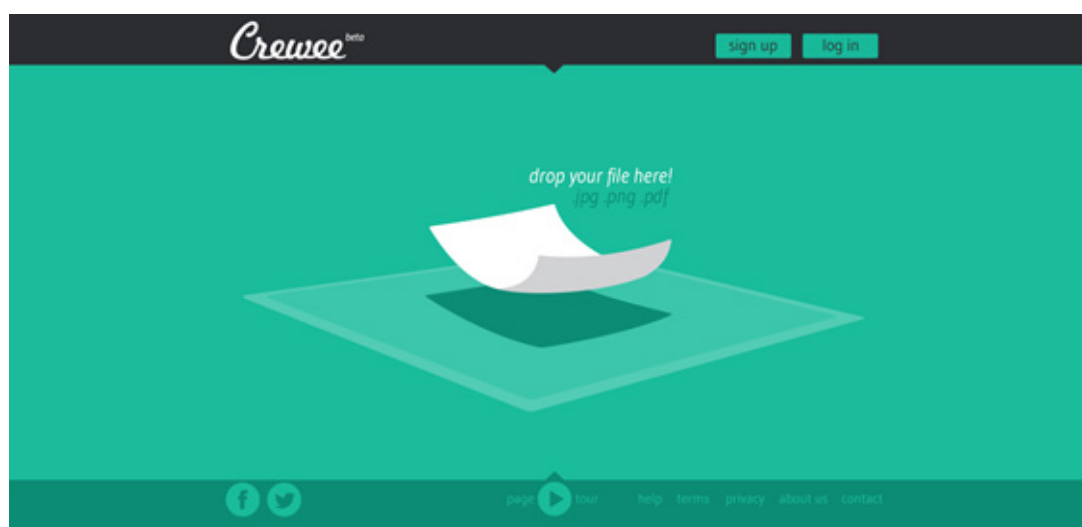 Crewee beta
sign up log in
drop your file here!
.jpg .png .pdf
f
page tour help terms privacy about us contact